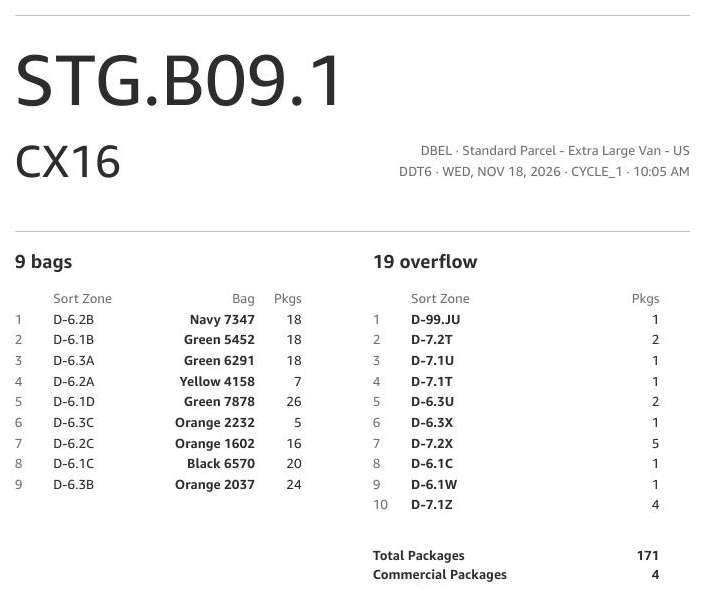 STG.B09.1
CX16
DBEL · Standard Parcel - Extra Large Van - US
DDT6 · WED, NOV 18, 2026 · CYCLE_1 · 10:05 AM
9 bags
Sort Zone Bag Pkgs
1 D-6.2B Navy 7347 18
2 D-6.1B Green 5452 18
3 D-6.3A Green 6291 18
4 D-6.2A Yellow 4158 7
5 D-6.1D Green 7878 26
6 D-6.3C Orange 2232 5
7 D-6.2C Orange 1602 16
8 D-6.1C Black 6570 20
9 D-6.3B Orange 2037 24
19 overflow
Sort Zone Pkgs
1 D-99.JU 1
2 D-7.2T 2
3 D-7.1U 1
4 D-7.1T 1
5 D-6.3U 2
6 D-6.3X 1
7 D-7.2X 5
8 D-6.1C 1
9 D-6.1W 1
10 D-7.1Z 4
Total Packages 171
Commercial Packages 4